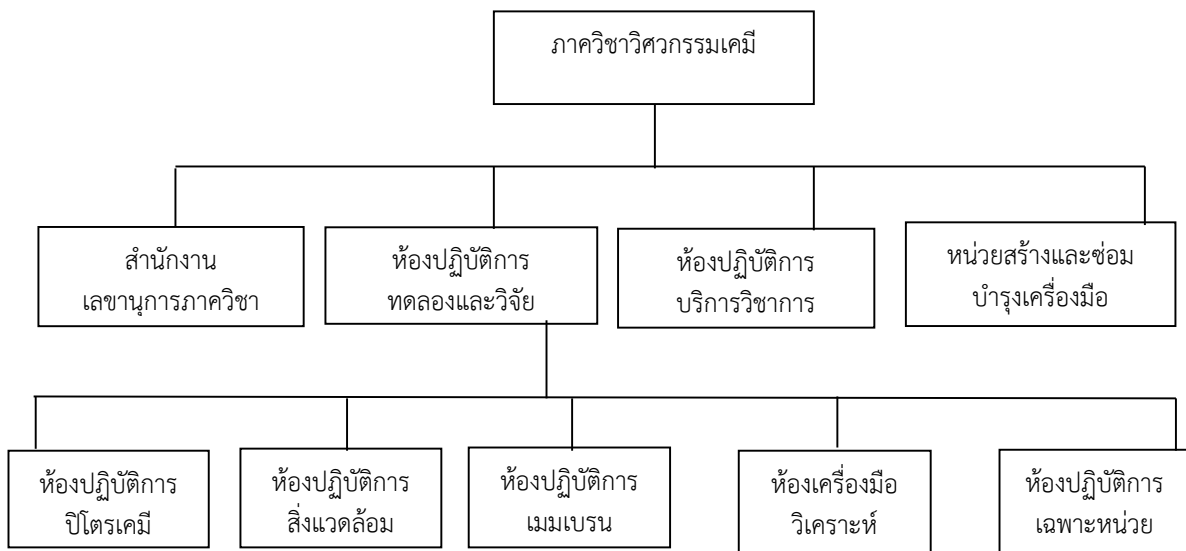 ภาควิชาวิศวกรรมเคมี
สำนักงาน
เลขานุการภาควิชา
ห้องปฏิบัติการ
ทดลองและวิจัย
ห้องปฏิบัติการ
บริการวิชาการ
หน่วยสร้างและซ่อม
บำรุงเครื่องมือ
ห้องปฏิบัติการ
ปิโตรเคมี
ห้องปฏิบัติการ
สิ่งแวดล้อม
ห้องปฏิบัติการ
เมมเบรน
ห้องเครื่องมือ
วิเคราะห์
ห้องปฏิบัติการ
เฉพาะหน่วย